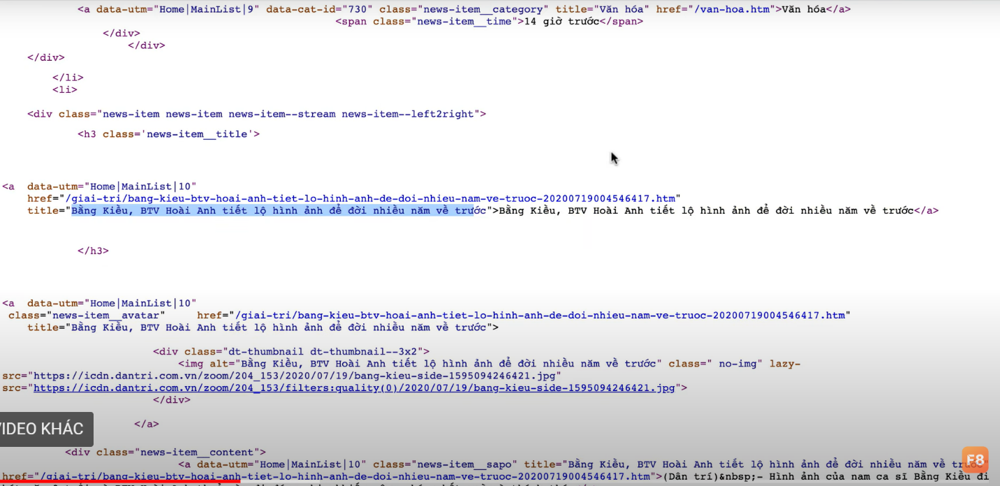 <a data-utm="Home|MainList|9" data-cat-id="730" class="news-item__category" title="Văn hóa" href="/van-hoa.htm">Văn hóa</a>
<span class="news-item__time">14 giờ trước</span>
</div>
</div>
</div>
</li>
<li>
<div class="news-item news-item news-item--stream news-item--left2right">
<h3 class='news-item__title'>
<a data-utm="Home|MainList|10"
href="/giai-tri/bang-kieu-btv-hoai-anh-tiet-lo-hinh-anh-de-doi-nhieu-nam-ve-truoc-20200719004546417.htm"
title="Bằng Kiều, BTV Hoài Anh tiết lộ hình ảnh để đời nhiều năm về trước">Bằng Kiều, BTV Hoài Anh tiết lộ hình ảnh để đời nhiều năm về trước</a>
</h3>
<a data-utm="Home|MainList|10"
class="news-item__avatar" href="/giai-tri/bang-kieu-btv-hoai-anh-tiet-lo-hinh-anh-de-doi-nhieu-nam-ve-truoc-20200719004546417.htm"
title="Bằng Kiều, BTV Hoài Anh tiết lộ hình ảnh để đời nhiều năm về trước">
<div class="dt-thumbnail dt-thumbnail--3x2">
<img alt="Bằng Kiều, BTV Hoài Anh tiết lộ hình ảnh để đời nhiều năm về trước" class=" no-img" lazy-
src="https://icdn.dantri.com.vn/zoom/204_153/2020/07/19/bang-kieu-side-1595094246421.jpg"
src="https://icdn.dantri.com.vn/zoom/204_153/filters:quality(0)/2020/07/19/bang-kieu-side-1595094246421.jpg">
</div>
</a>
VIDEO KHÁC
<div class="news-item__content">
<a data-utm="Home|MainList|10" class="news-item__sapo" title="Bằng Kiều, BTV Hoài Anh tiết lộ hình ảnh để đời nhiều năm về trước"
F8
href="/giai-tri/bang-kieu-btv-hoai-anh-tiet-lo-hinh-anh-de-doi-nhieu-nam-ve-truoc-20200719004546417.htm">(Dân trí)&nbsp;- Hình ảnh của nam ca sĩ Bằng Kiều đi